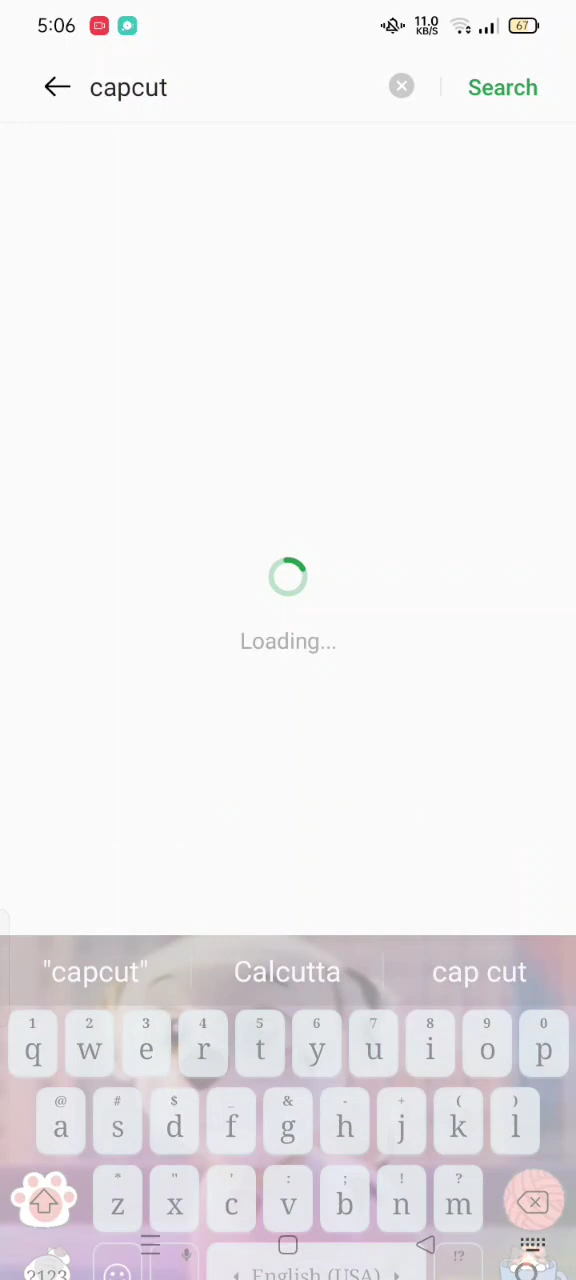 5:06 11.0 KB/S 67
capcut Search
Loading...
"capcut" Calcutta cap cut
1 2 3 4 5 6 7 8 9 0
q w e r t y u i o p
@ # $ _ & - + ( )
a s d f g h j k l
* " ' : ; ! ?
z x c v b n m
!?
?123 English (USA)